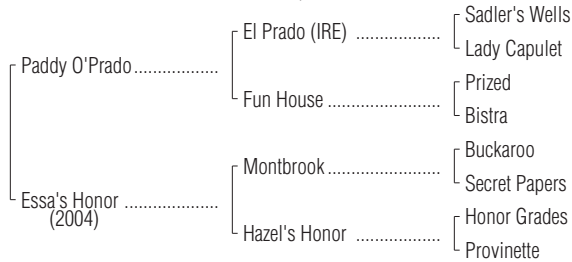 Sadler's Wells
El Prado (IRE) ..................
Lady Capulet
Paddy O'Prado..................
Prized
Fun House ........................
Bistra
Buckaroo
Montbrook........................
Secret Papers
Essa's Honor ....................
(2004)
Honor Grades
Hazel's Honor ..................
Provinette